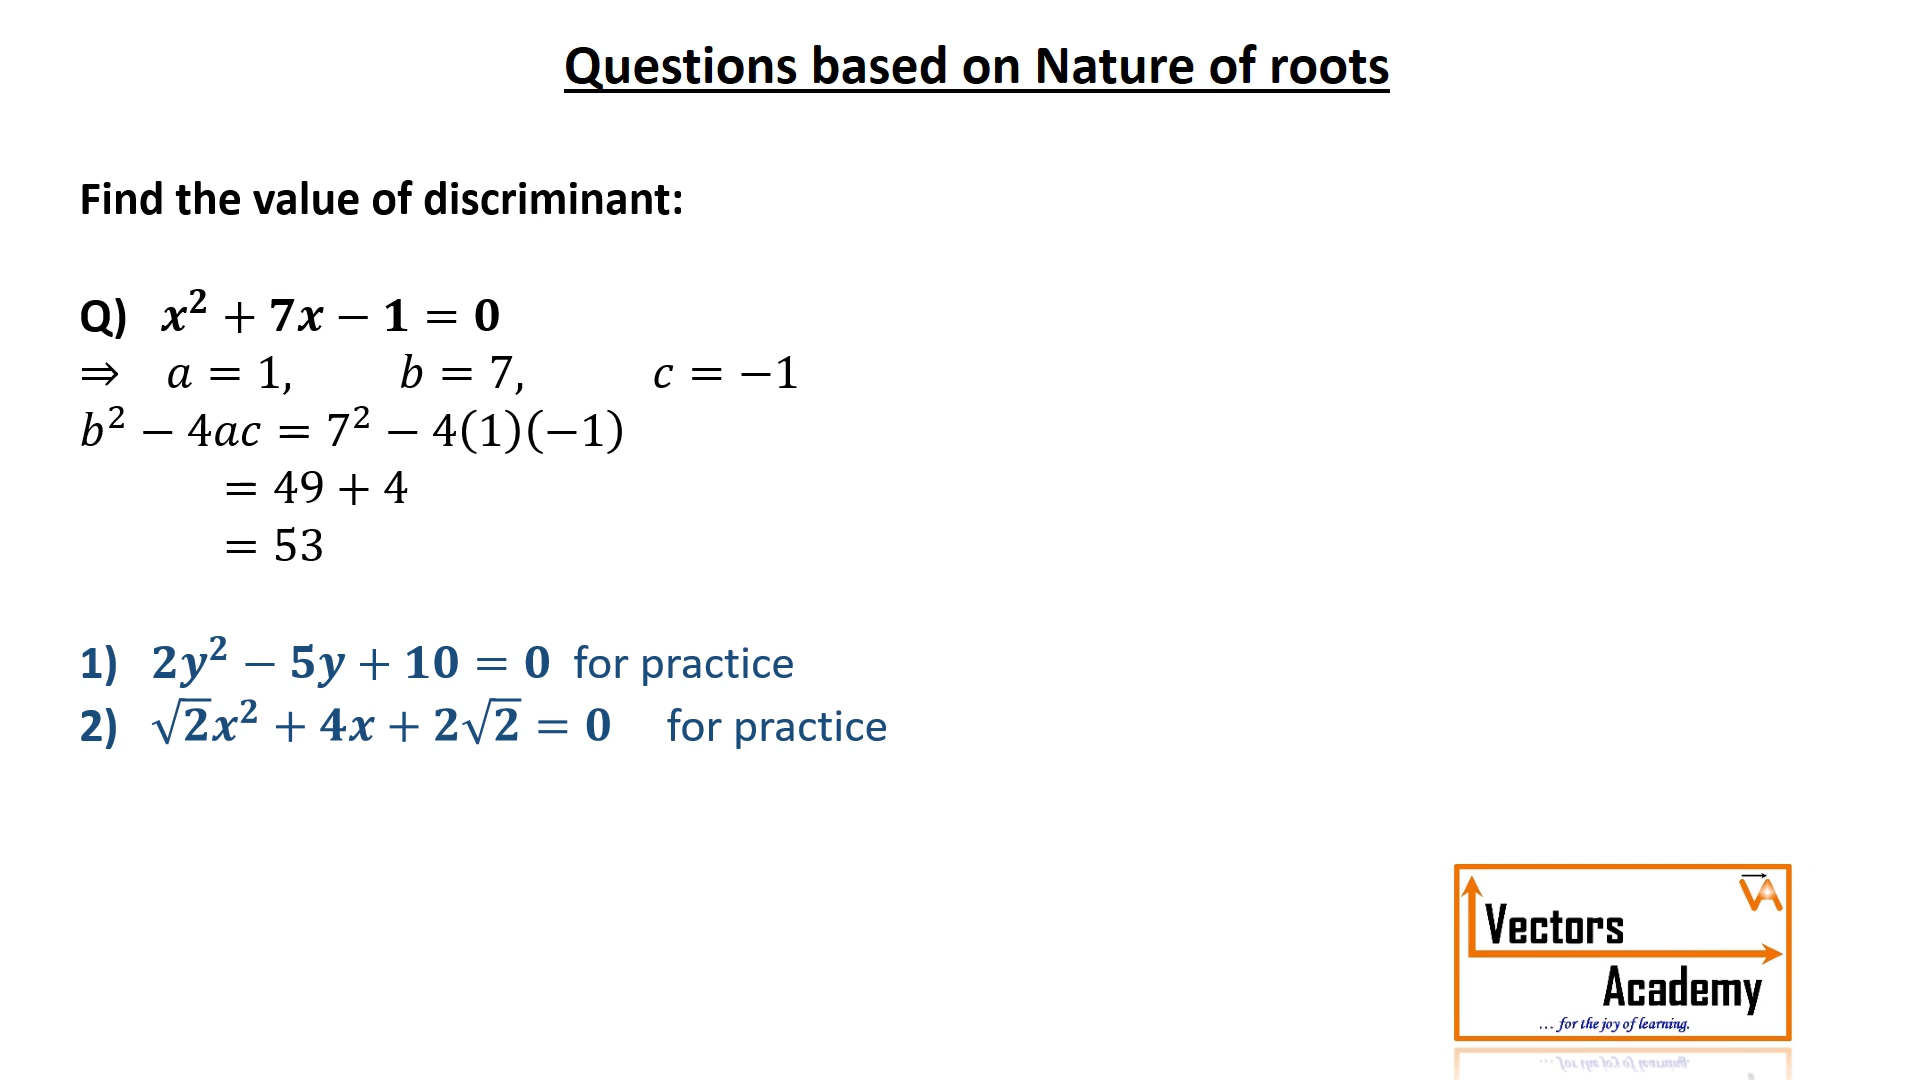 Questions based on Nature of roots
Find the value of discriminant:
Q) x² + 7x − 1 = 0
⇒ a = 1, b = 7, c = −1
b² − 4ac = 7² − 4(1)(−1)
= 49 + 4
= 53
1) 2y² − 5y + 10 = 0 for practice
2) √2x² + 4x + 2√2 = 0 for practice
VA
Vectors
Academy
... for the joy of learning.